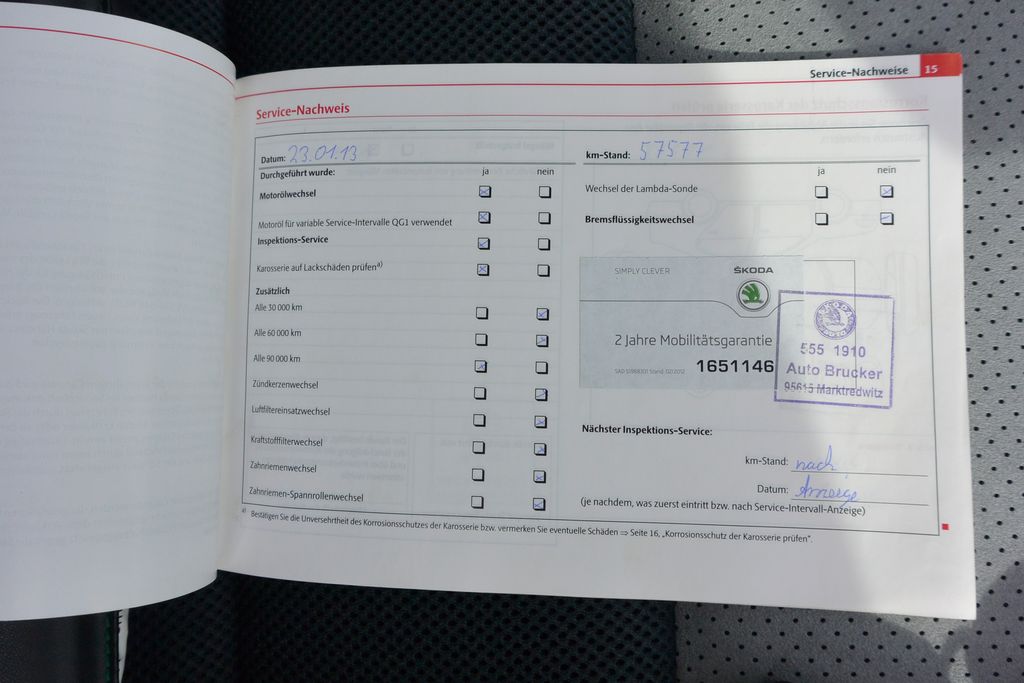 Service-Nachweise 15
Service-Nachweis
Datum: 23.01.13
Durchgeführt wurde: ja nein
Motorölwechsel
Motoröl für variable Service-Intervalle QG1 verwendet
Inspektions-Service
Karosserie auf Lackschäden prüfen a)
Zusätzlich
Alle 30 000 km
Alle 60 000 km
Alle 90 000 km
Zündkerzenwechsel
Luftfiltereinsatzwechsel
Kraftstofffilterwechsel
Zahnriemenwechsel
Zahnriemen-Spannrollenwechsel
km-Stand: 57577
ja nein
Wechsel der Lambda-Sonde
Bremsflüssigkeitswechsel
SIMPLY CLEVER ŠKODA
2 Jahre Mobilitätsgarantie
1651146
555 1910
Auto Brucker
95615 Marktredwitz
Nächster Inspektions-Service:
km-Stand: nach
Datum: Anzeige
(je nachdem, was zuerst eintritt bzw. nach Service-Intervall-Anzeige)
a) Bestätigen Sie die Unversehrtheit des Korrosionsschutzes der Karosserie bzw. vermerken Sie eventuelle Schäden ⇒ Seite 16, „Korrosionsschutz der Karosserie prüfen".